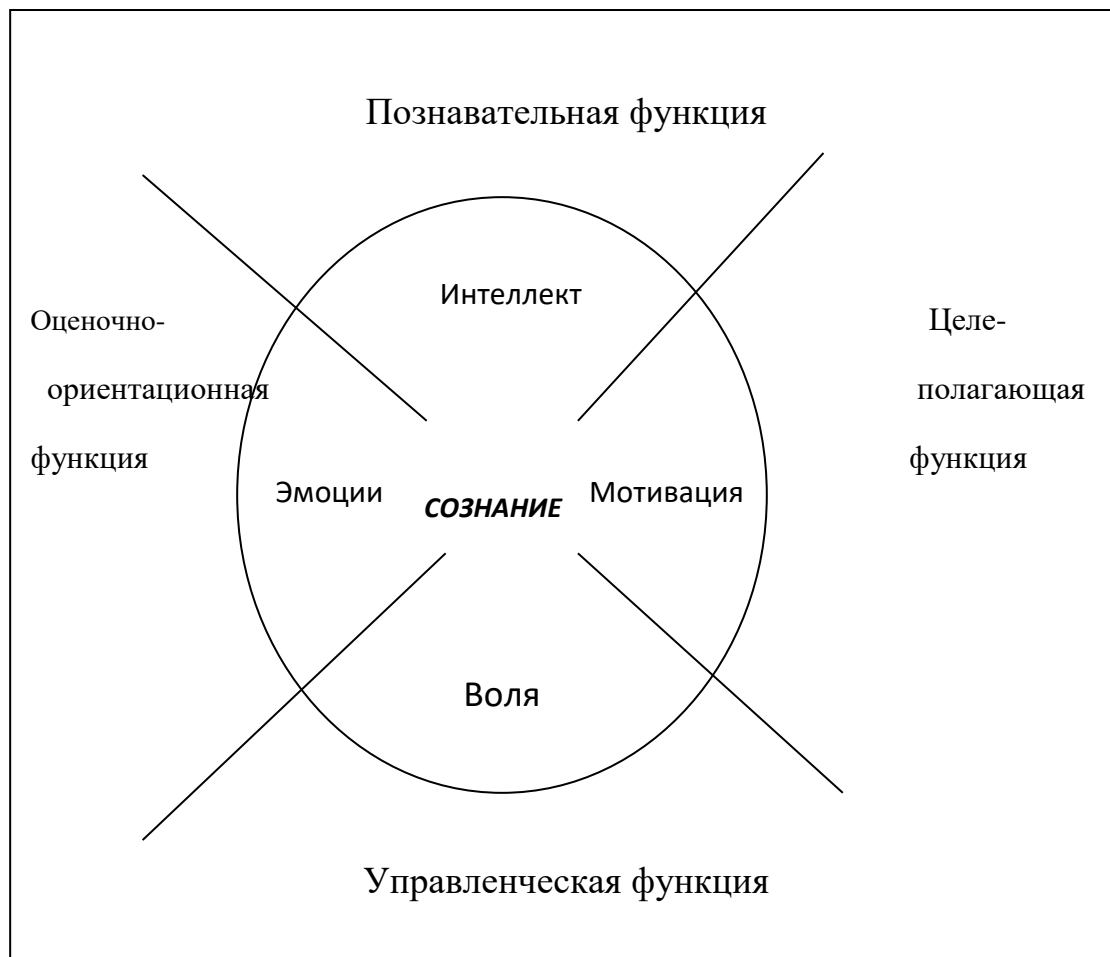 Познавательная функция
Интеллект
Оценочно-
ориентационная
функция
Целе-
полагающая
функция
Эмоции
СОЗНАНИЕ
Мотивация
Воля
Управленческая функция